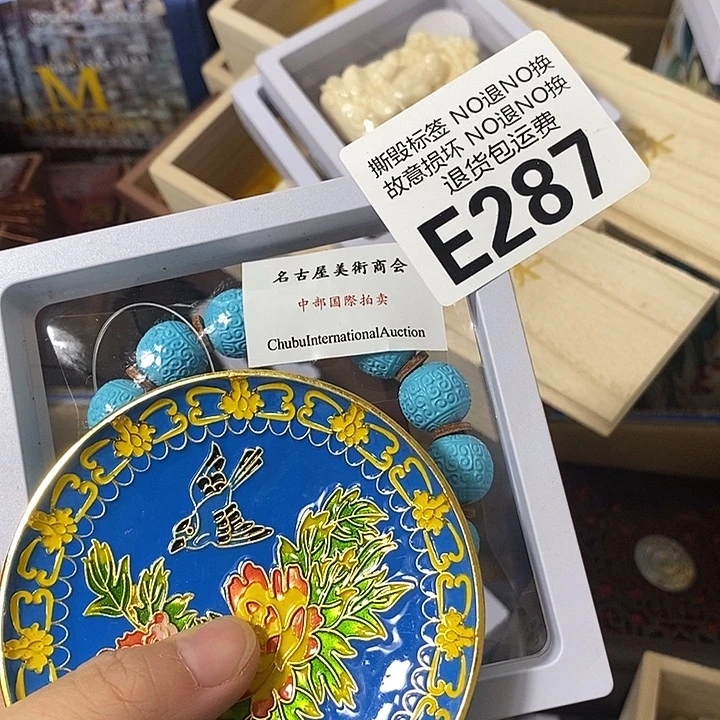 M
撕毁标签 NO退NO换
故意损坏 NO退NO换
退货包运费
E287
名古屋美術商会
中部国際拍卖
ChubuInternationalAuction